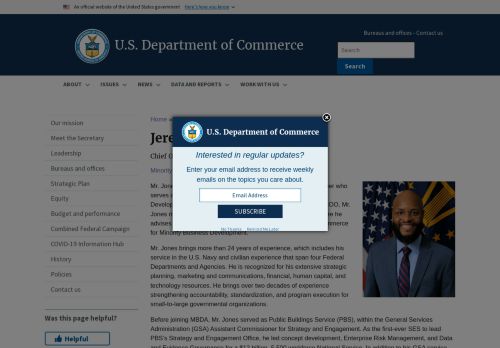 An official website of the United States government Here's how you know
U.S. Department of Commerce
Bureaus and offices - Contact us
Search
Search
ABOUT
ISSUES
NEWS
DATA AND REPORTS
WORK WITH US
Our mission
Meet the Secretary
Leadership
Bureaus and offices
Strategic Plan
Equity
Budget and performance
Combined Federal Campaign
COVID-19 Information Hub
History
Policies
Contact us
Was this page helpful?
Helpful
Home »
Jere
Chief O
Minority
U.S. Department of Commerce
Interested in regular updates?
Enter your email address to receive weekly
emails on the topics you care about.
Email Address
SUBSCRIBE
No Thanks Remind Me Later
Mr. Jone
er who
serves
Develop
OO, Mr.
Jones m
re he
advises
mmerce
for Minority Business Development.
Mr. Jones brings more than 24 years of experience, which includes his
service in the U.S. Navy and civilian experience that span four Federal
Departments and Agencies. He is recognized for his extensive strategic
planning, marketing and communications, financial, human capital, and
technology resources. He brings over two decades of experience
strengthening accountability, standardization, and program execution for
small-to-large governmental organizations.
Before joining MBDA, Mr. Jones served as Public Buildings Service (PBS), within the General Services
Administration (GSA) Assistant Commissioner for Strategy and Engagement. As the first-ever SES to lead
PBS's Strategy and Engagement Office, he led concept development, Enterprise Risk Management, and Data